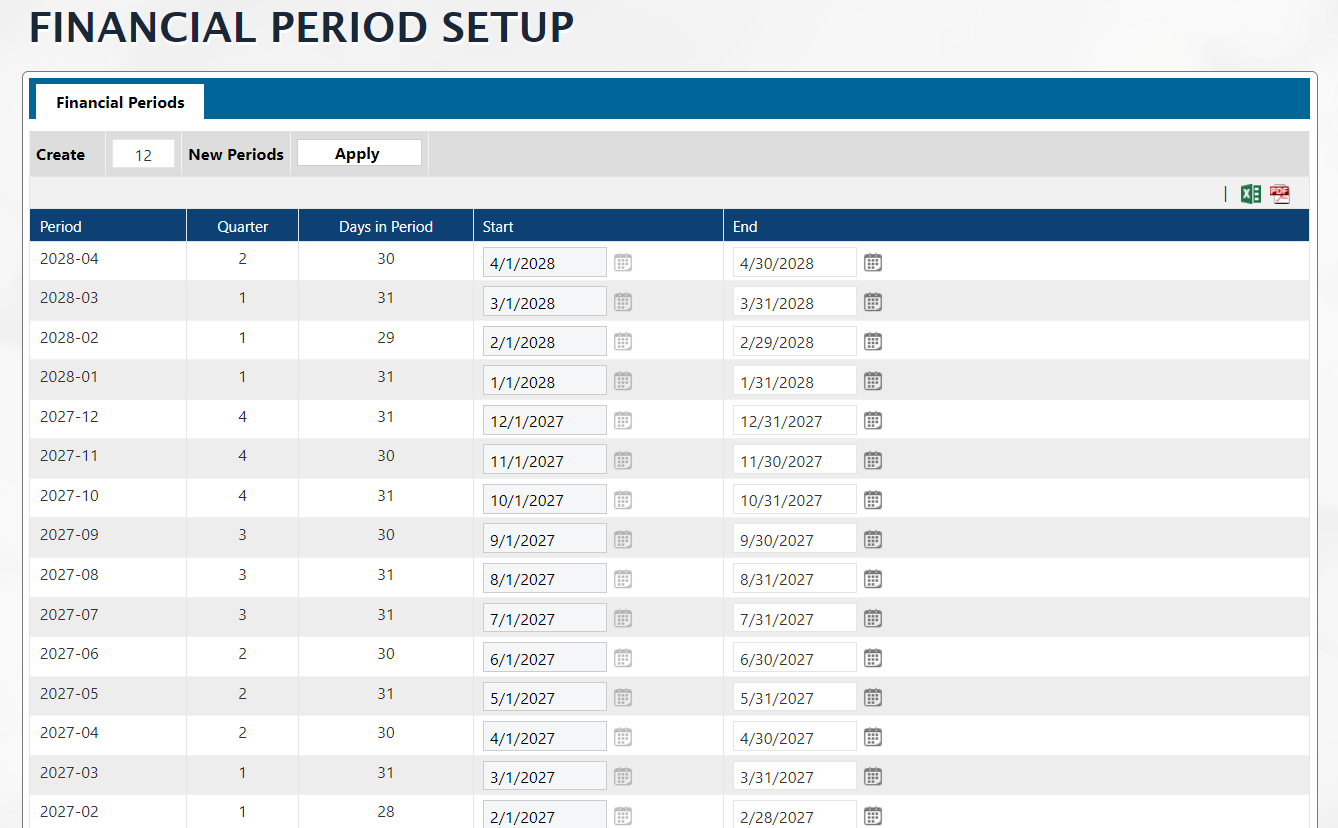 FINANCIAL PERIOD SETUP
Financial Periods
Create 12 New Periods Apply
| PDF
Period Quarter Days in Period Start End
2028-04 2 30 4/1/2028 4/30/2028
2028-03 1 31 3/1/2028 3/31/2028
2028-02 1 29 2/1/2028 2/29/2028
2028-01 1 31 1/1/2028 1/31/2028
2027-12 4 31 12/1/2027 12/31/2027
2027-11 4 30 11/1/2027 11/30/2027
2027-10 4 31 10/1/2027 10/31/2027
2027-09 3 30 9/1/2027 9/30/2027
2027-08 3 31 8/1/2027 8/31/2027
2027-07 3 31 7/1/2027 7/31/2027
2027-06 2 30 6/1/2027 6/30/2027
2027-05 2 31 5/1/2027 5/31/2027
2027-04 2 30 4/1/2027 4/30/2027
2027-03 1 31 3/1/2027 3/31/2027
2027-02 1 28 2/1/2027 2/28/2027